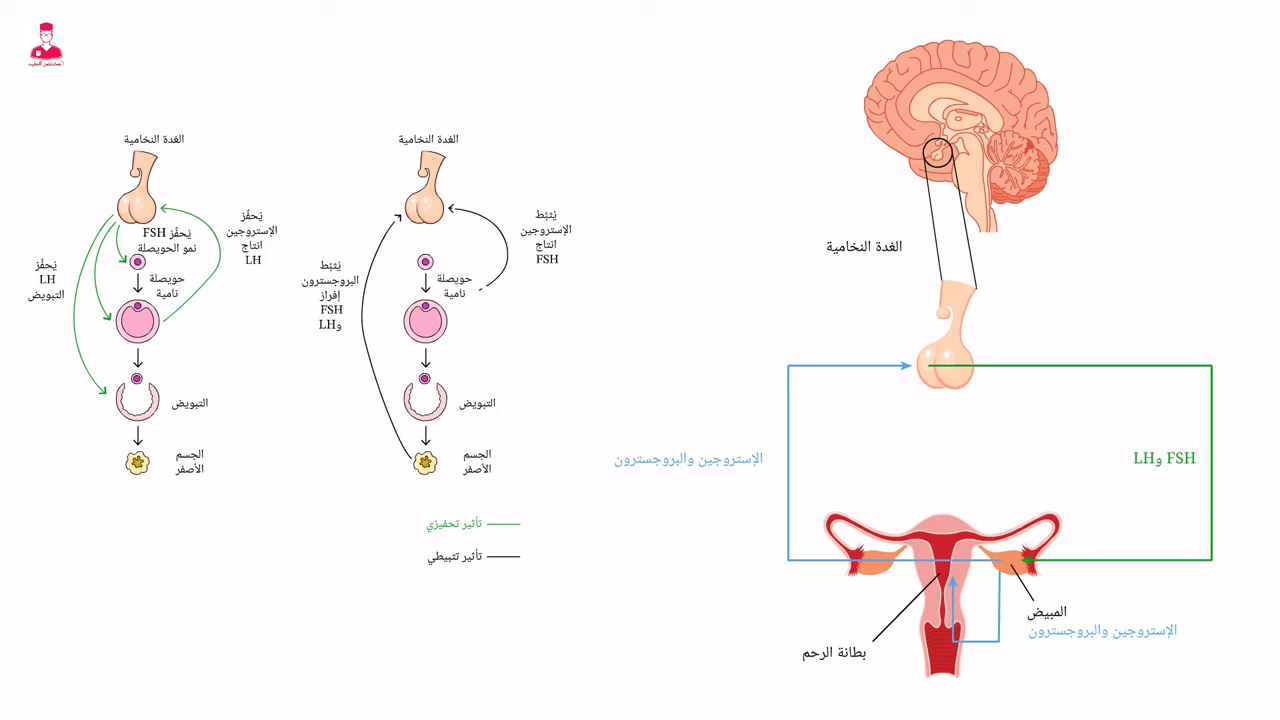 المختصر المفيد
الغدة النخامية
يُحفِّز FSH
نمو الحويصلة
يُحفِّز
الإستروجين
انتاج
LH
يُحفِّز
LH
التبويض
حويصلة
نامية
التبويض
الجسم
الأصفر
الغدة النخامية
يُثبِّط
الإستروجين
انتاج
FSH
يُثبِّط
البروجسترون
إفراز
FSH
وLH
حويصلة
نامية
التبويض
الجسم
الأصفر
تأثير تحفيزي
تأثير تثبيطي
الغدة النخامية
الإستروجين والبروجسترون
FSH وLH
المبيض
الإستروجين والبروجسترون
بطانة الرحم